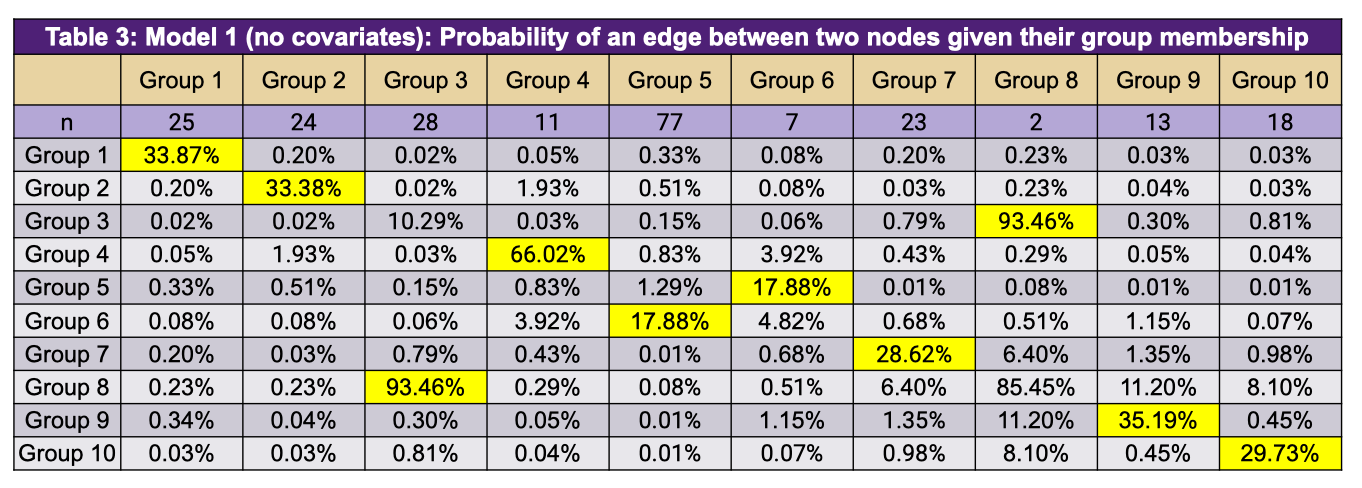 Table 3: Model 1 (no covariates): Probability of an edge between two nodes given their group membership
Group 1 Group 2 Group 3 Group 4 Group 5 Group 6 Group 7 Group 8 Group 9 Group 10
n 25 24 28 11 77 7 23 2 13 18
Group 1 33.87% 0.20% 0.02% 0.05% 0.33% 0.08% 0.20% 0.23% 0.03% 0.03%
Group 2 0.20% 33.38% 0.02% 1.93% 0.51% 0.08% 0.03% 0.23% 0.04% 0.03%
Group 3 0.02% 0.02% 10.29% 0.03% 0.15% 0.06% 0.79% 93.46% 0.30% 0.81%
Group 4 0.05% 1.93% 0.03% 66.02% 0.83% 3.92% 0.43% 0.29% 0.05% 0.04%
Group 5 0.33% 0.51% 0.15% 0.83% 1.29% 17.88% 0.01% 0.08% 0.01% 0.01%
Group 6 0.08% 0.08% 0.06% 3.92% 17.88% 4.82% 0.68% 0.51% 1.15% 0.07%
Group 7 0.20% 0.03% 0.79% 0.43% 0.01% 0.68% 28.62% 6.40% 1.35% 0.98%
Group 8 0.23% 0.23% 93.46% 0.29% 0.08% 0.51% 6.40% 85.45% 11.20% 8.10%
Group 9 0.34% 0.04% 0.30% 0.05% 0.01% 1.15% 1.35% 11.20% 35.19% 0.45%
Group 10 0.03% 0.03% 0.81% 0.04% 0.01% 0.07% 0.98% 8.10% 0.45% 29.73%